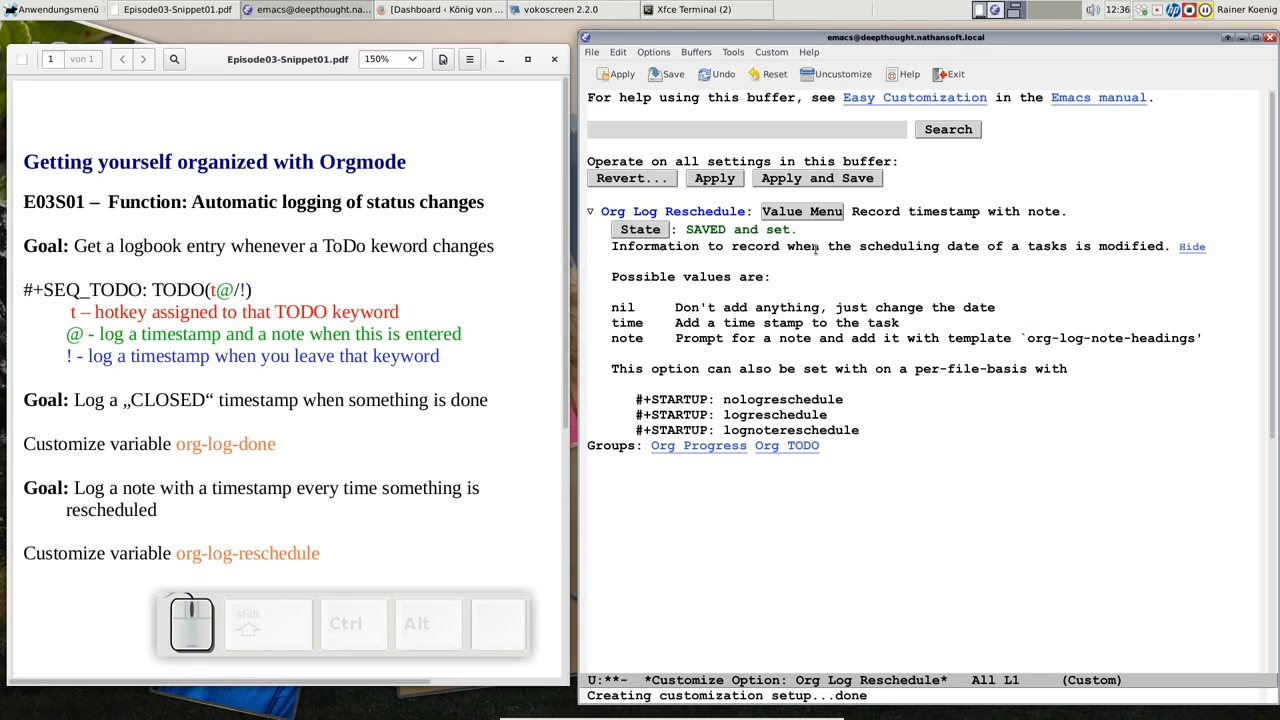 Anwendungsmenü
Episode03-Snippet01.pdf
emacs@deepthought.na...
[Dashboard ‹ König von ...
vokoscreen 2.2.0
Xfce Terminal (2)
12:36
Rainer Koenig
1
von 1
Episode03-Snippet01.pdf
150%
Getting yourself organized with Orgmode
E03S01 – Function: Automatic logging of status changes
Goal: Get a logbook entry whenever a ToDo keword changes
#+SEQ_TODO: TODO(t@/!)
t – hotkey assigned to that TODO keyword
@ - log a timestamp and a note when this is entered
! - log a timestamp when you leave that keyword
Goal: Log a „CLOSED“ timestamp when something is done
Customize variable org-log-done
Goal: Log a note with a timestamp every time something is
rescheduled
Customize variable org-log-reschedule
Shift
Ctrl
Alt
emacs@deepthought.nathansoft.local
File Edit Options Buffers Tools Custom Help
Apply Save Undo Reset Uncustomize Help Exit
For help using this buffer, see Easy Customization in the Emacs manual.
Search
Operate on all settings in this buffer:
Revert... Apply Apply and Save
▽ Org Log Reschedule: Value Menu Record timestamp with note.
State : SAVED and set.
Information to record when the scheduling date of a tasks is modified. Hide
Possible values are:
nil Don't add anything, just change the date
time Add a time stamp to the task
note Prompt for a note and add it with template `org-log-note-headings'
This option can also be set with on a per-file-basis with
#+STARTUP: nologreschedule
#+STARTUP: logreschedule
#+STARTUP: lognotereschedule
Groups: Org Progress Org TODO
U:**- *Customize Option: Org Log Reschedule* All L1 (Custom)
Creating customization setup...done